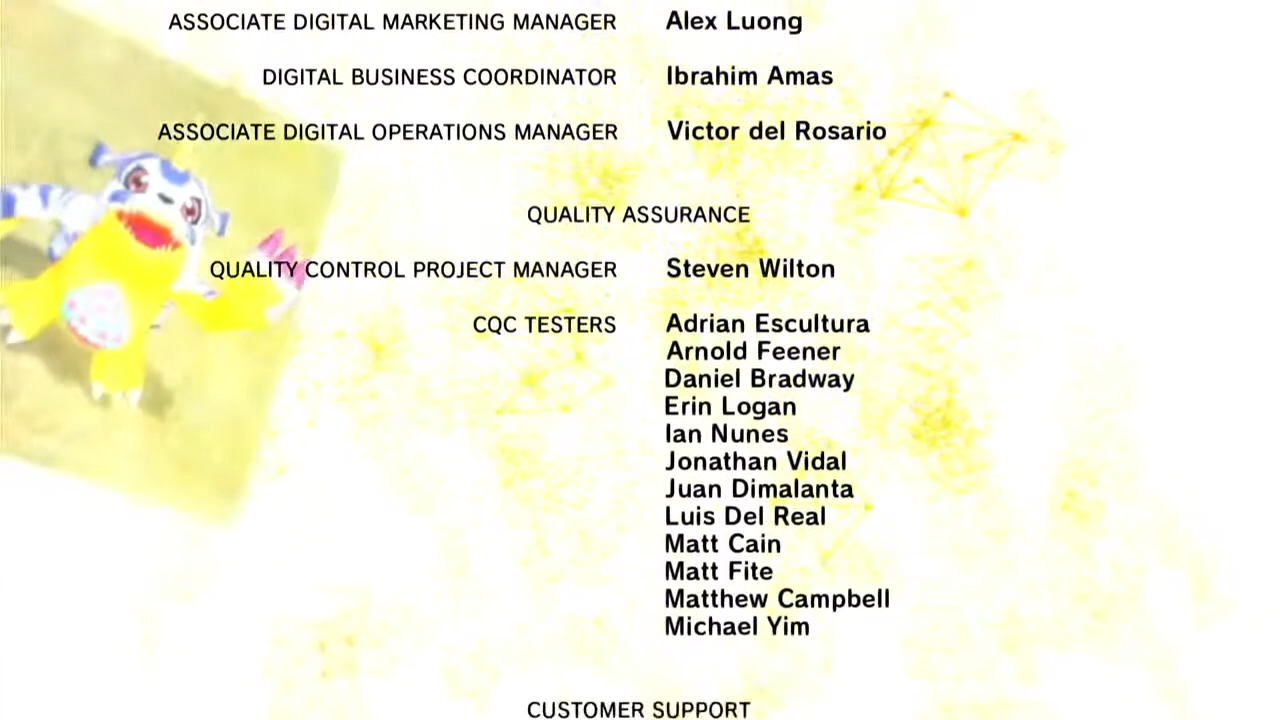 ASSOCIATE DIGITAL MARKETING MANAGER Alex Luong
DIGITAL BUSINESS COORDINATOR Ibrahim Amas
ASSOCIATE DIGITAL OPERATIONS MANAGER Victor del Rosario
QUALITY ASSURANCE
QUALITY CONTROL PROJECT MANAGER Steven Wilton
CQC TESTERS Adrian Escultura
Arnold Feener
Daniel Bradway
Erin Logan
Ian Nunes
Jonathan Vidal
Juan Dimalanta
Luis Del Real
Matt Cain
Matt Fite
Matthew Campbell
Michael Yim
CUSTOMER SUPPORT